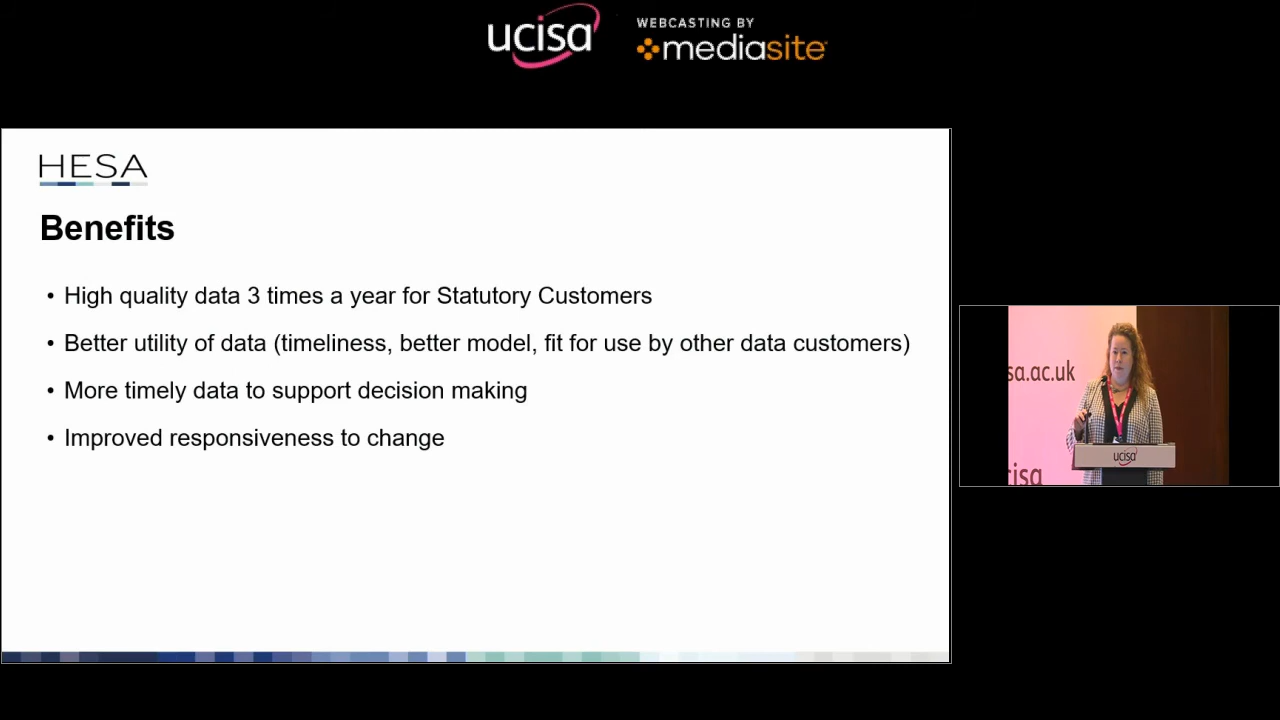 ucisa
WEBCASTING BY
mediasite
HESA
Benefits
• High quality data 3 times a year for Statutory Customers
• Better utility of data (timeliness, better model, fit for use by other data customers)
• More timely data to support decision making
• Improved responsiveness to change
sa.ac.uk
ucisa
cisa